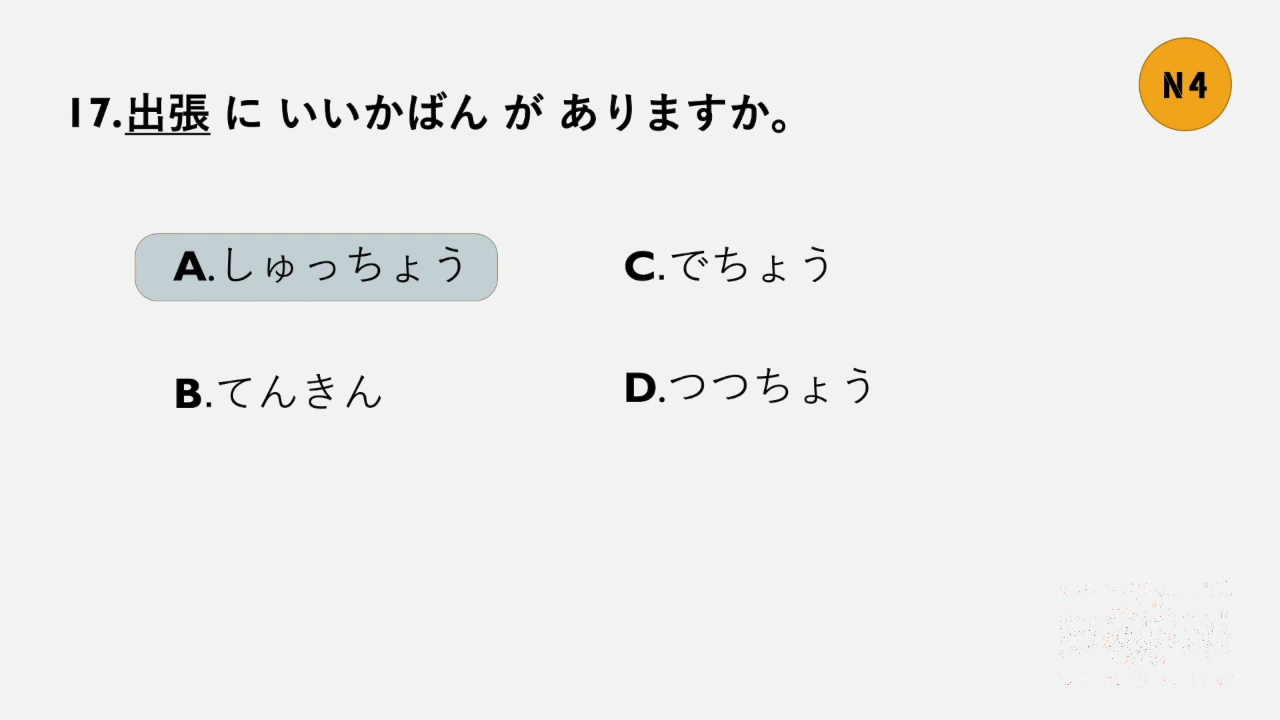 N4
17.出張 に いいかばん が ありますか。
A.しゅっちょう
C.でちょう
B.てんきん
D.つつちょう